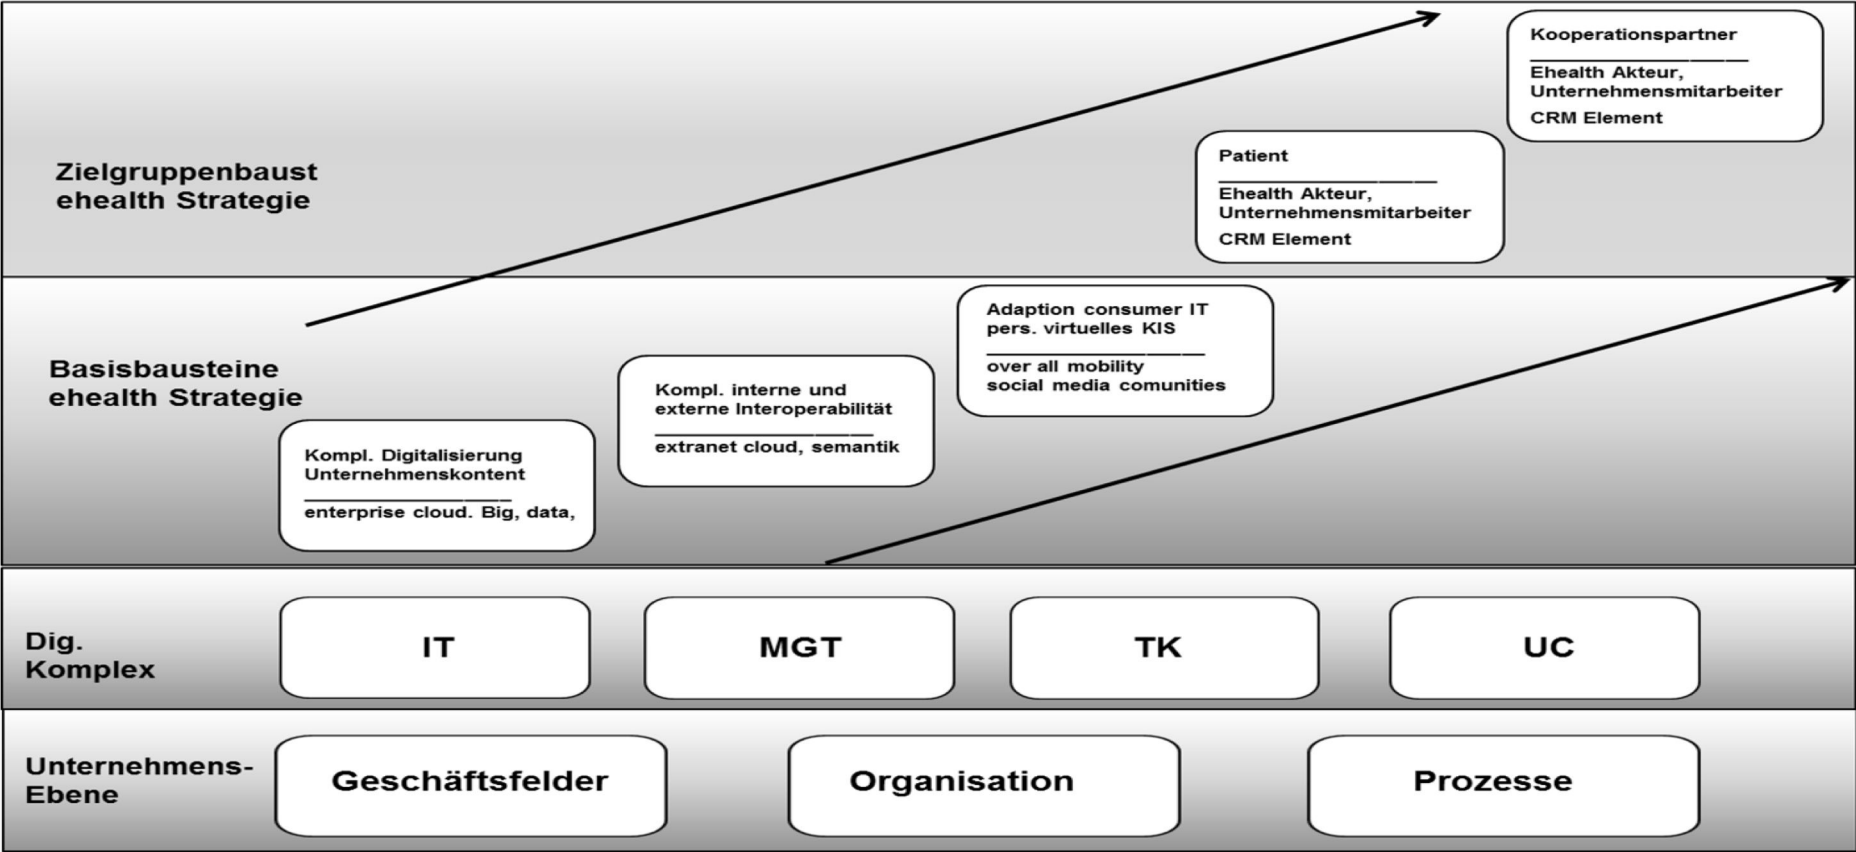 Kooperationspartner
Ehealth Akteur,
Unternehmensmitarbeiter
CRM Element
Patient
Ehealth Akteur,
Unternehmensmitarbeiter
CRM Element
Zielgruppenbaust
ehealth Strategie
Adaption consumer IT
pers. virtuelles KIS
over all mobility
social media comunities
Basisbausteine
ehealth Strategie
Kompl. interne und
externe Interoperabilität
extranet cloud, semantik
Kompl. Digitalisierung
Unternehmenskontent
enterprise cloud. Big, data,
Dig.
Komplex
IT
MGT
TK
UC
Unternehmens-
Ebene
Geschäftsfelder
Organisation
Prozesse